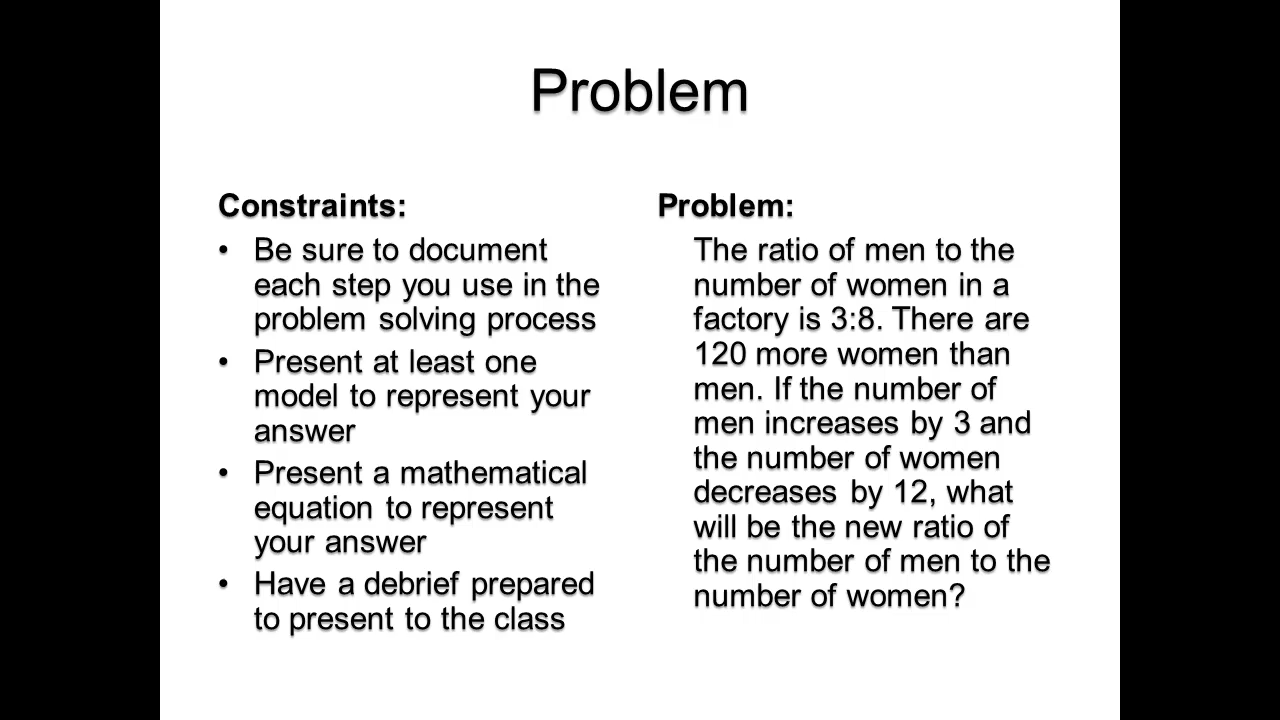 Problem
Constraints:
• Be sure to document
each step you use in the
problem solving process
• Present at least one
model to represent your
answer
• Present a mathematical
equation to represent
your answer
• Have a debrief prepared
to present to the class
Problem:
The ratio of men to the
number of women in a
factory is 3:8. There are
120 more women than
men. If the number of
men increases by 3 and
the number of women
decreases by 12, what
will be the new ratio of
the number of men to the
number of women?